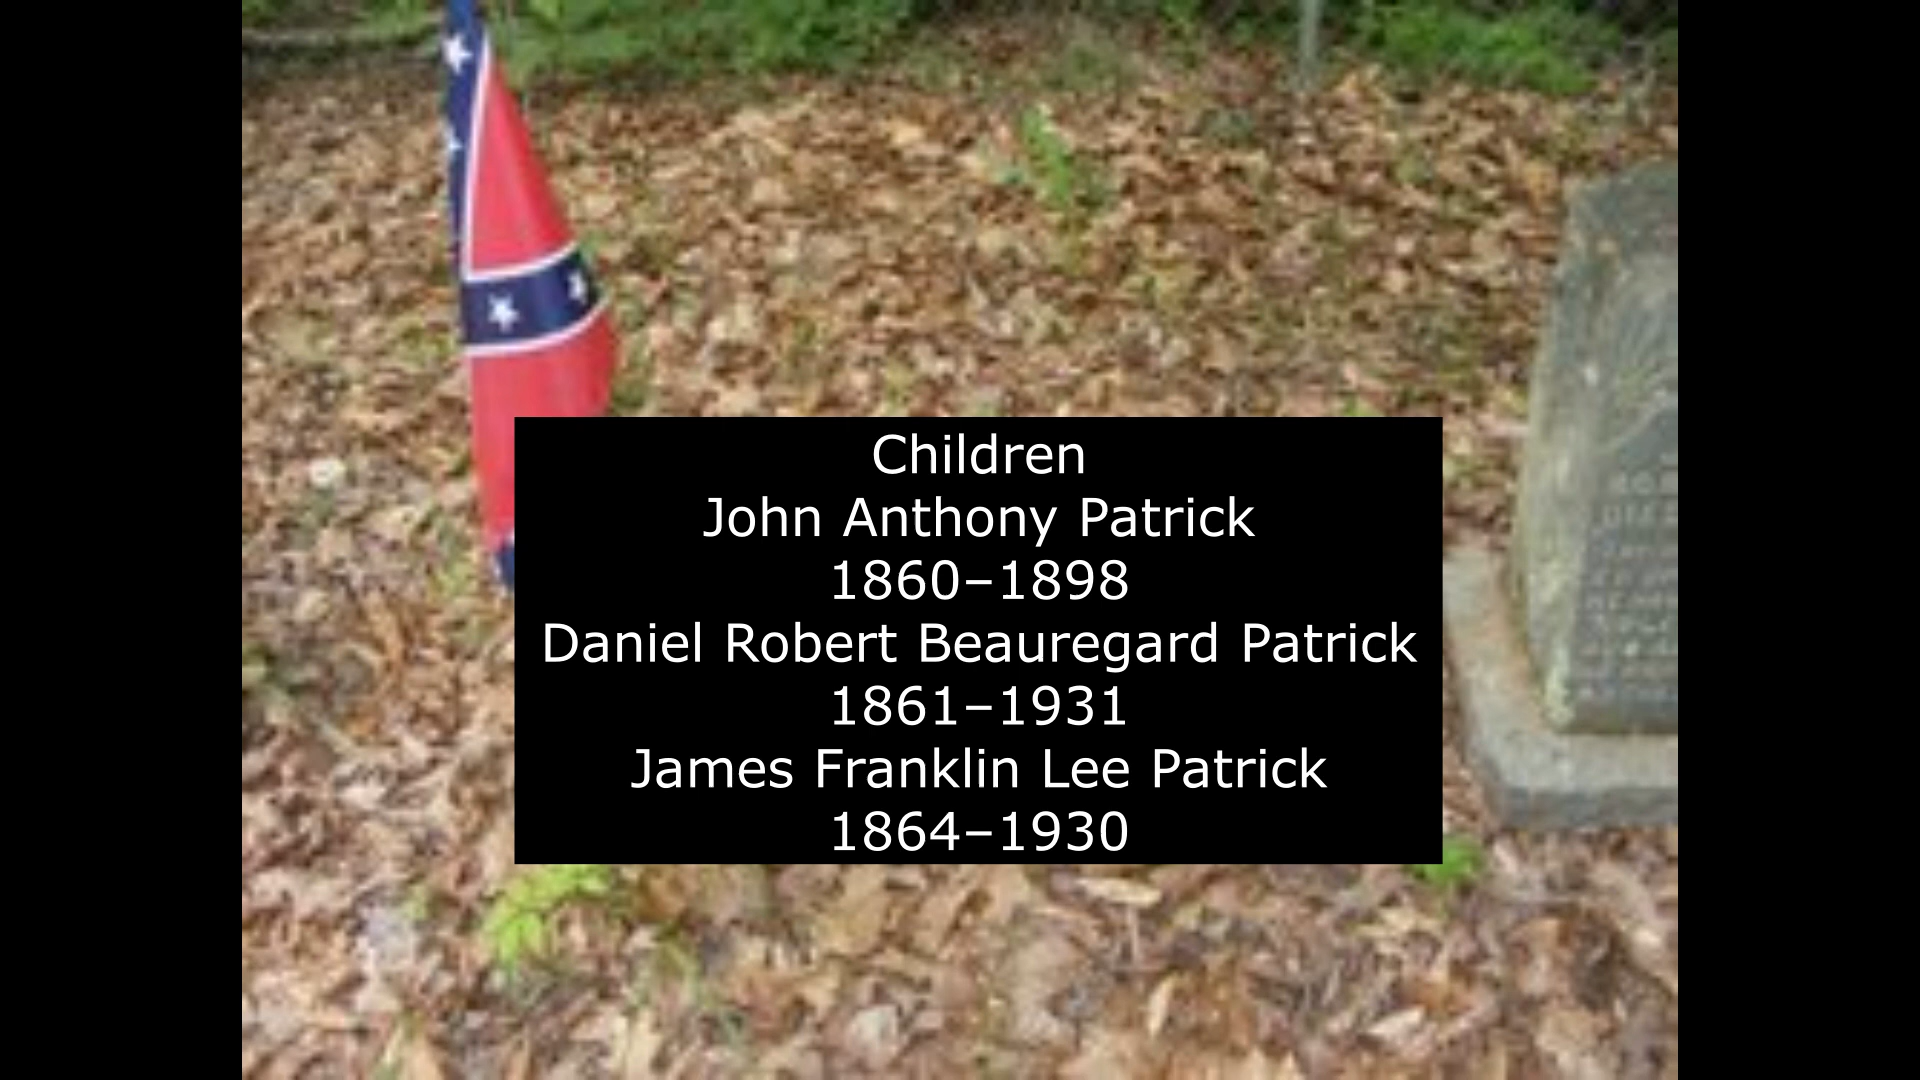 Children
John Anthony Patrick
1860–1898
Daniel Robert Beauregard Patrick
1861–1931
James Franklin Lee Patrick
1864–1930